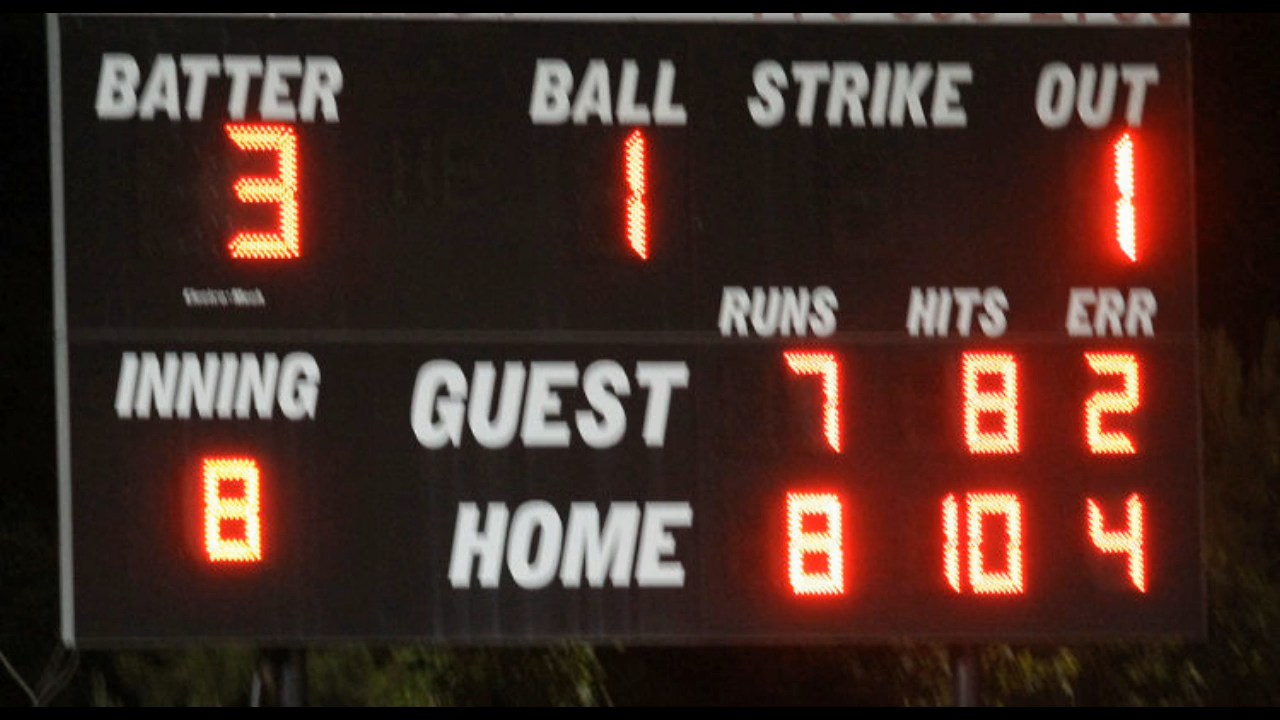 BATTER BALL STRIKE OUT
3 1 1
RUNS HITS ERR
INNING GUEST 7 8 2
8 HOME 8 10 4